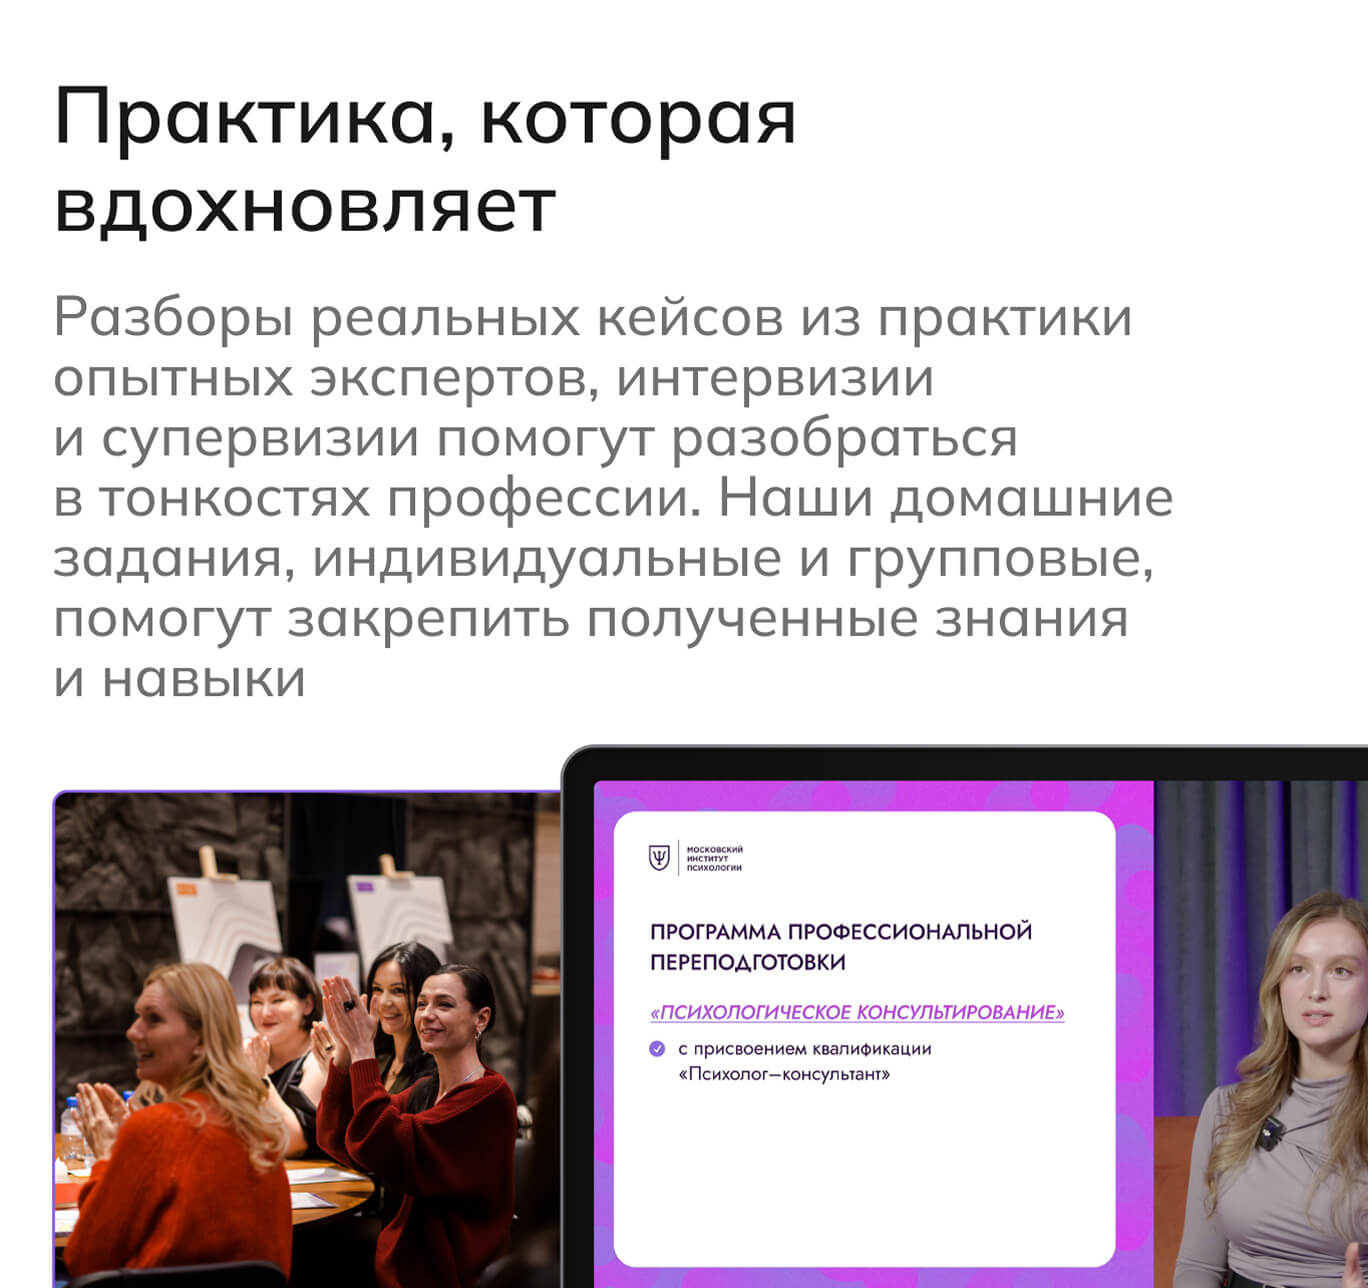 Практика, которая
вдохновляет
Разборы реальных кейсов из практики
опытных экспертов, интервизии
и супервизии помогут разобраться
в тонкостях профессии. Наши домашние
задания, индивидуальные и групповые,
помогут закрепить полученные знания
и навыки
МОСКОВСКИЙ
ИНСТИТУТ
ПСИХОЛОГИИ
ПРОГРАММА ПРОФЕССИОНАЛЬНОЙ
ПЕРЕПОДГОТОВКИ
«ПСИХОЛОГИЧЕСКОЕ КОНСУЛЬТИРОВАНИЕ»
с присвоением квалификации
«Психолог–консультант»